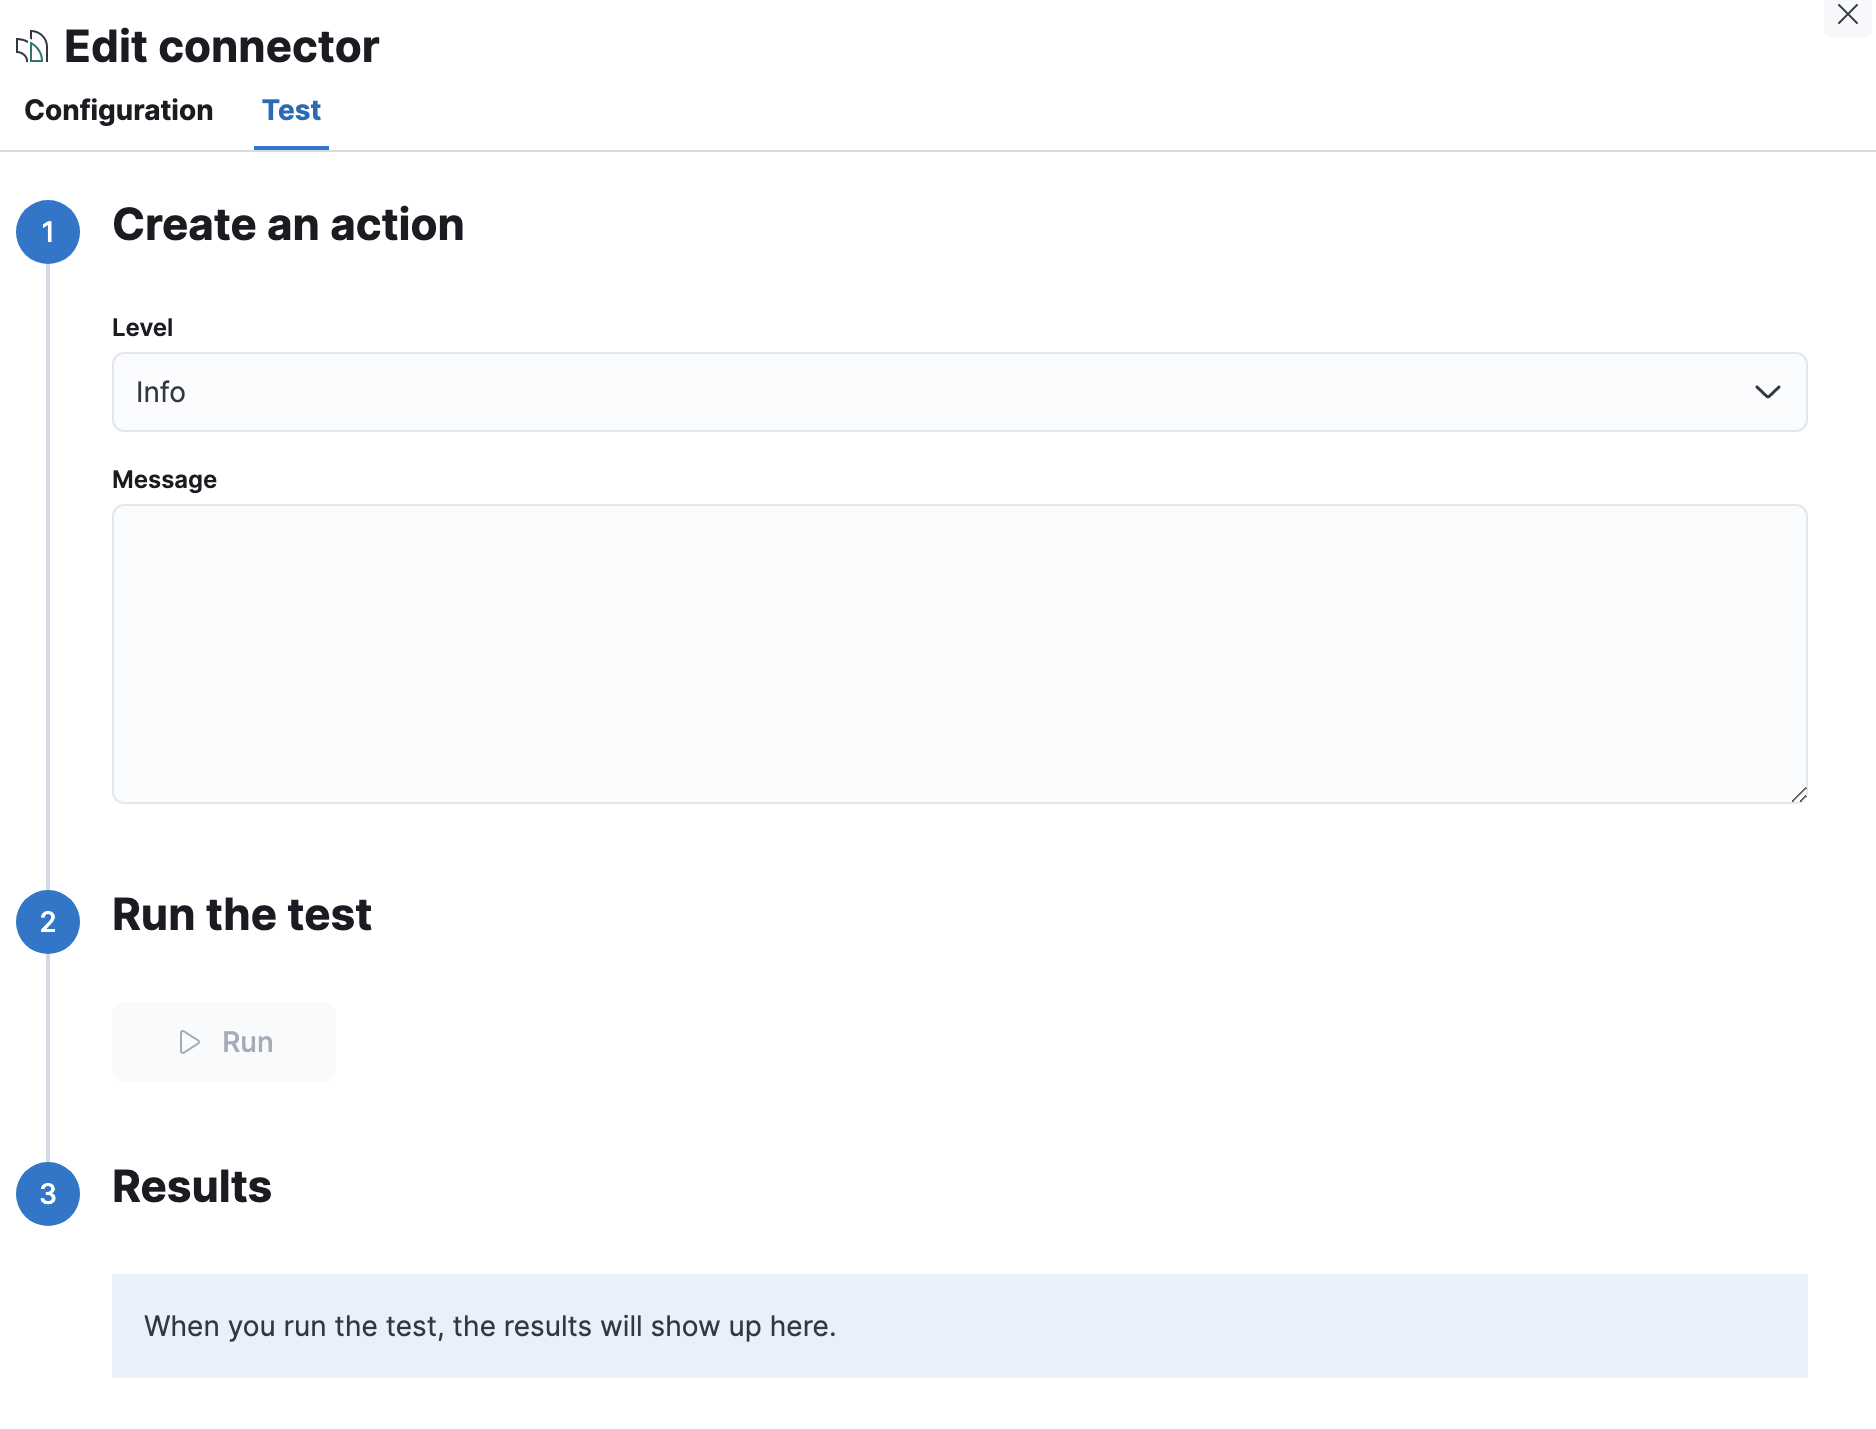 Edit connector
Configuration
Test
1
Create an action
Level
Info
Message
2
Run the test
Run
3
Results
When you run the test, the results will show up here.